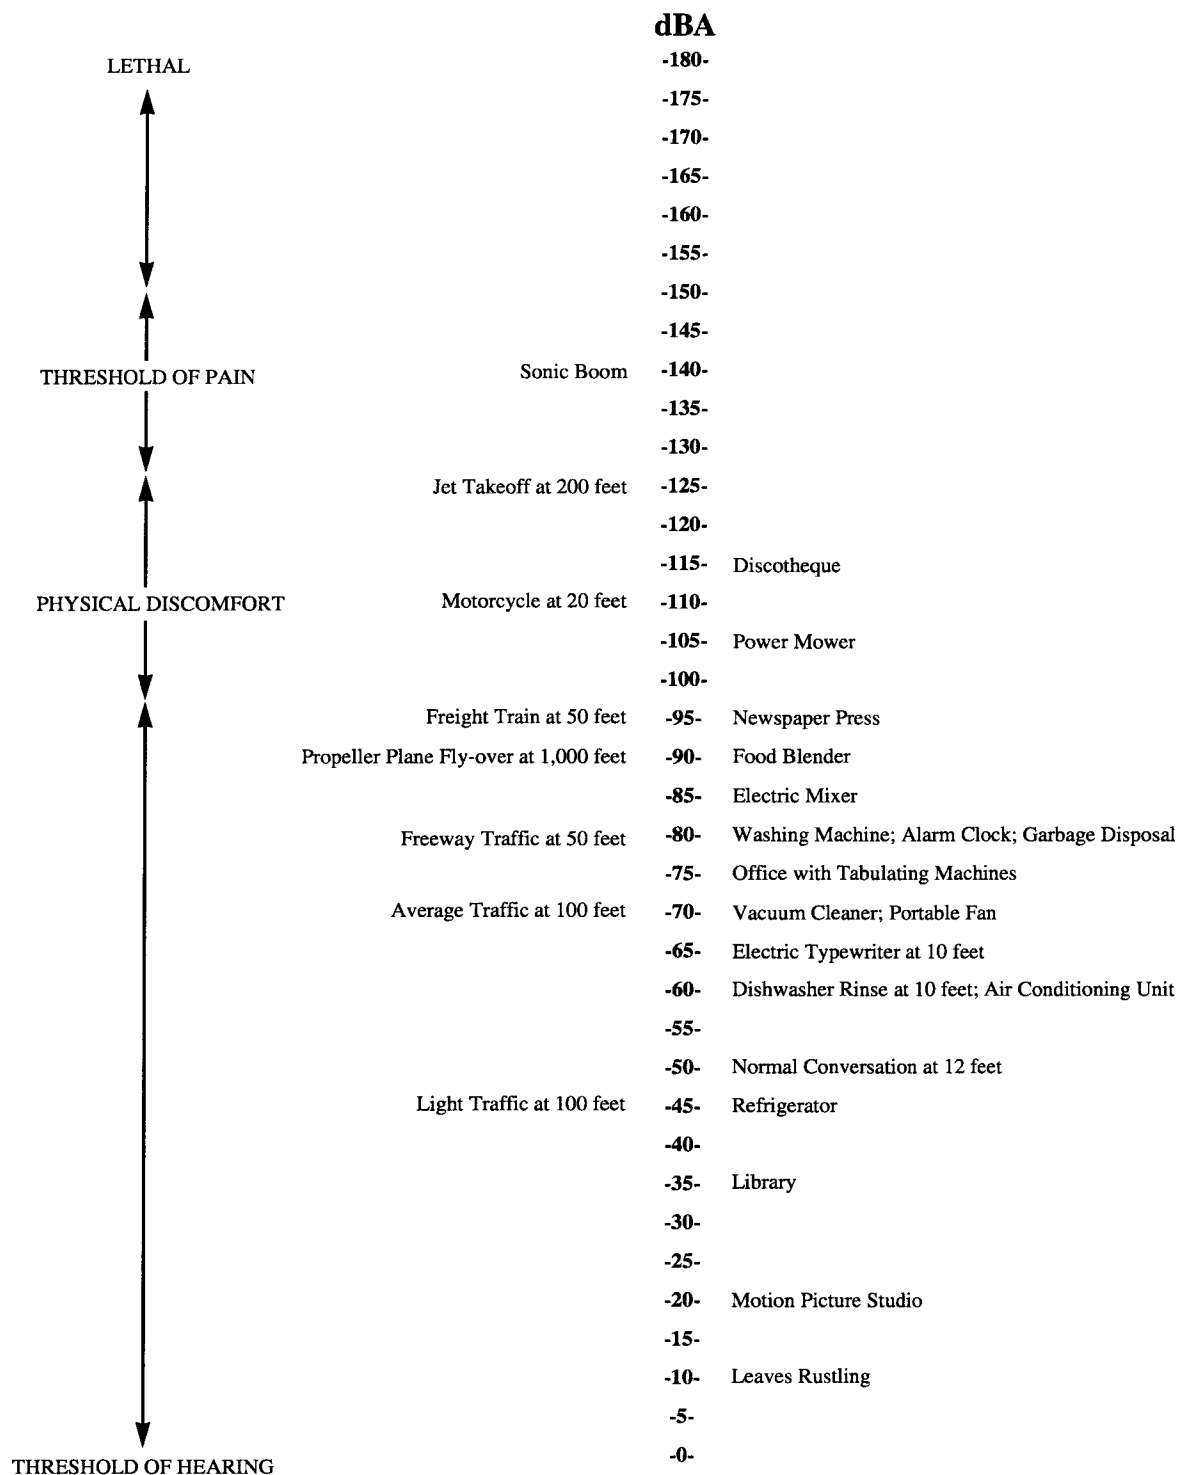 dBA
LETHAL -180-
-175-
-170-
-165-
-160-
-155-
-150-
-145-
THRESHOLD OF PAIN Sonic Boom -140-
-135-
-130-
Jet Takeoff at 200 feet -125-
-120-
-115- Discotheque
PHYSICAL DISCOMFORT Motorcycle at 20 feet -110-
-105- Power Mower
-100-
Freight Train at 50 feet -95- Newspaper Press
Propeller Plane Fly-over at 1,000 feet -90- Food Blender
-85- Electric Mixer
Freeway Traffic at 50 feet -80- Washing Machine; Alarm Clock; Garbage Disposal
-75- Office with Tabulating Machines
Average Traffic at 100 feet -70- Vacuum Cleaner; Portable Fan
-65- Electric Typewriter at 10 feet
-60- Dishwasher Rinse at 10 feet; Air Conditioning Unit
-55-
-50- Normal Conversation at 12 feet
Light Traffic at 100 feet -45- Refrigerator
-40-
-35- Library
-30-
-25-
-20- Motion Picture Studio
-15-
-10- Leaves Rustling
-5-
-0-
THRESHOLD OF HEARING